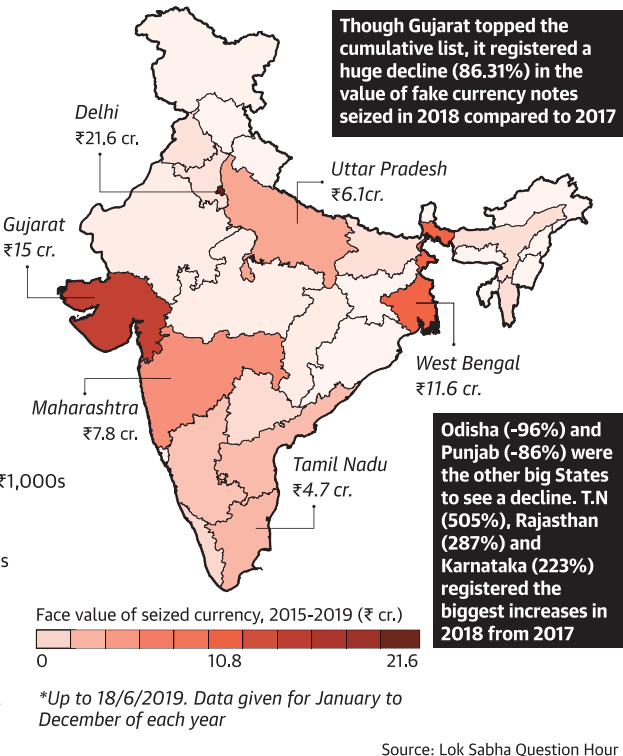 Though Gujarat topped the
cumulative list, it registered a
huge decline (86.31%) in the
value of fake currency notes
seized in 2018 compared to 2017
Delhi
₹21.6 cr.
Uttar Pradesh
₹6.1cr.
Gujarat
₹15 cr.
West Bengal
₹11.6 cr.
Maharashtra
₹7.8 cr.
Odisha (-96%) and
Punjab (-86%) were
the other big States
to see a decline. T.N
(505%), Rajasthan
(287%) and
Karnataka (223%)
registered the
biggest increases in
2018 from 2017
Tamil Nadu
₹4.7 cr.
₹1,000s
s
Face value of seized currency, 2015-2019 (₹ cr.)
0 10.8 21.6
*Up to 18/6/2019. Data given for January to
December of each year
Source: Lok Sabha Question Hour